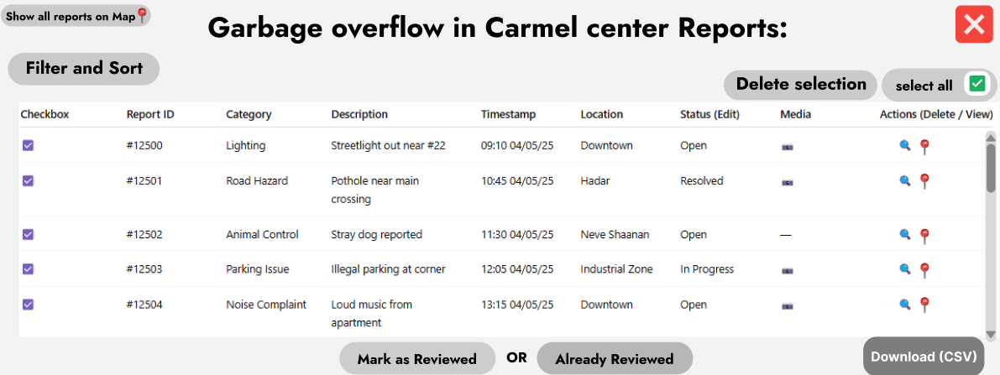 Show all reports on Map
Garbage overflow in Carmel center Reports:
Filter and Sort
Delete selection
select all
Checkbox Report ID Category Description Timestamp Location Status (Edit) Media Actions (Delete / View)
#12500 Lighting Streetlight out near #22 09:10 04/05/25 Downtown Open
#12501 Road Hazard Pothole near main 10:45 04/05/25 Hadar Resolved
crossing
#12502 Animal Control Stray dog reported 11:30 04/05/25 Neve Shaanan Open —
#12503 Parking Issue Illegal parking at corner 12:05 04/05/25 Industrial Zone In Progress
#12504 Noise Complaint Loud music from 13:15 04/05/25 Downtown Open
apartment
Mark as Reviewed OR Already Reviewed
Download (CSV)